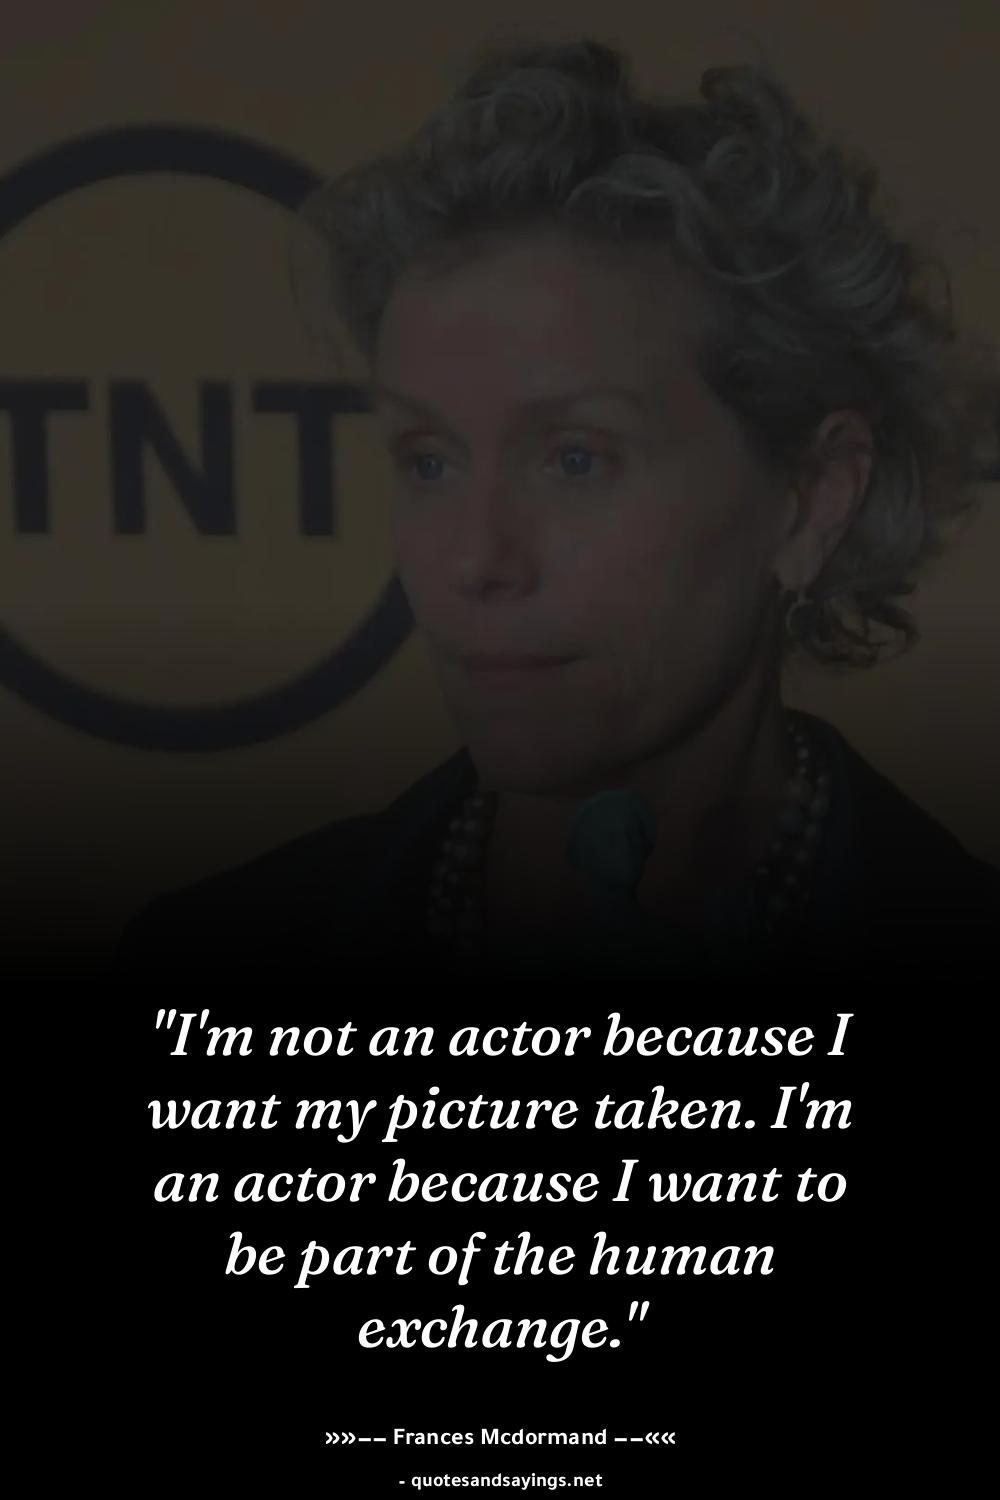 TNT
"I'm not an actor because I
want my picture taken. I'm
an actor because I want to
be part of the human
exchange."
»»−− Frances Mcdormand −−««
- quotesandsayings.net